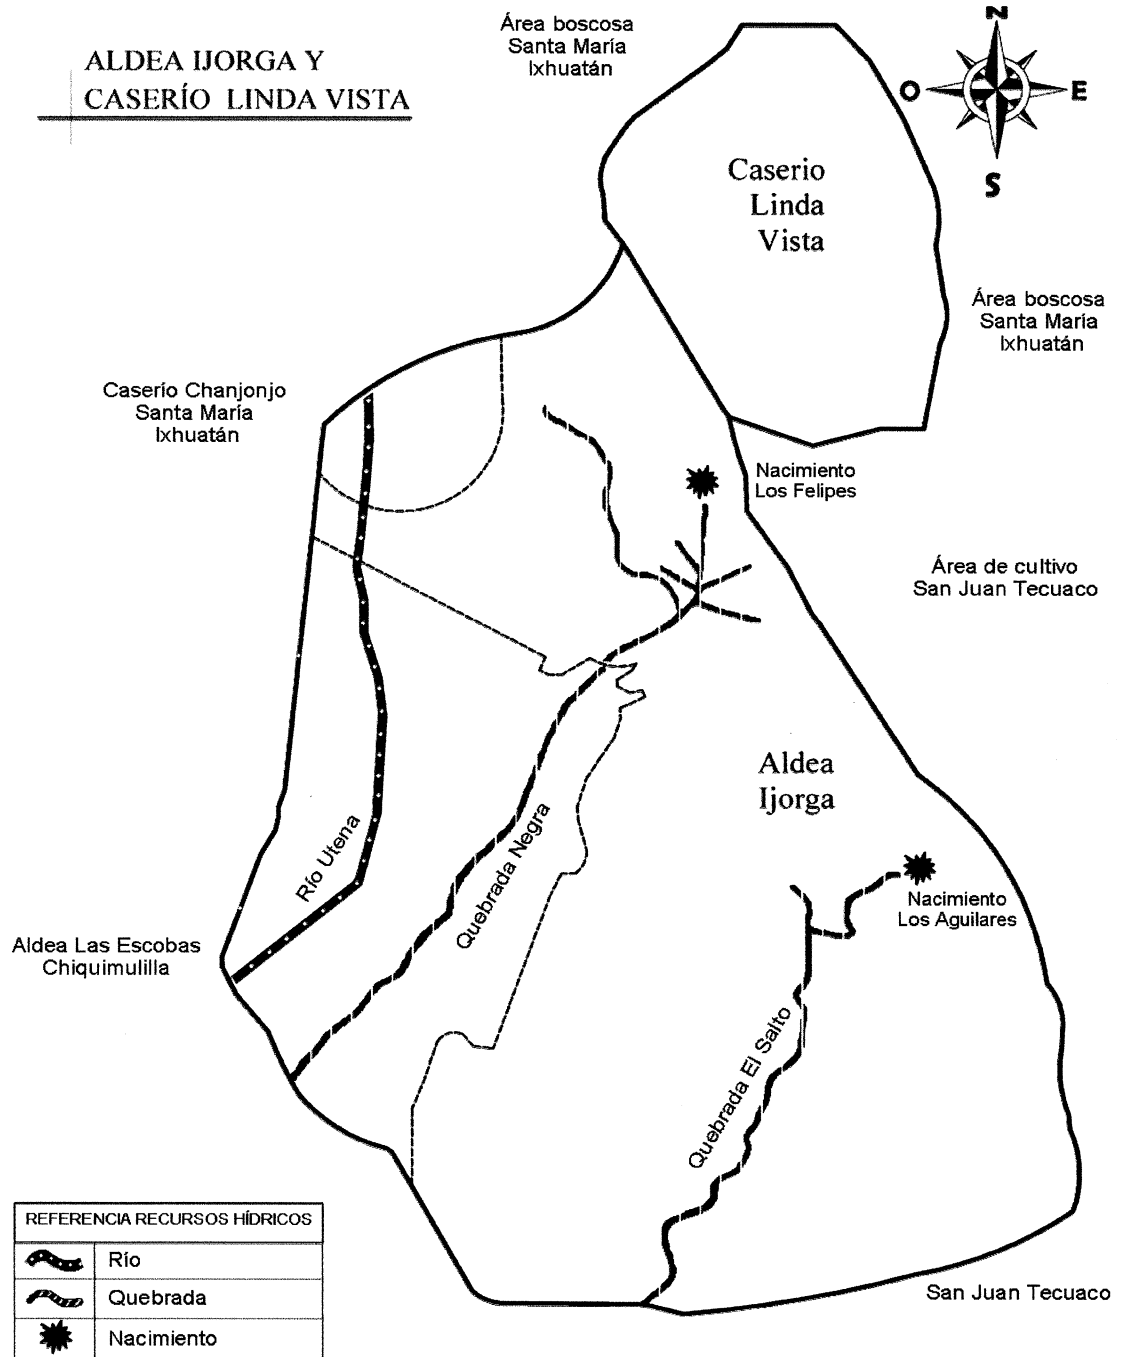 ALDEA IJORGA Y
CASERÍO LINDA VISTA
Área boscosa
Santa María
Ixhuatán
N
O
E
S
Caserio
Linda
Vista
Área boscosa
Santa María
Ixhuatán
Caserío Chanjonjo
Santa María
Ixhuatán
Nacimiento
Los Felipes
Área de cultivo
San Juan Tecuaco
Aldea
Ijorga
Río Utena
Quebrada Negra
Nacimiento
Los Aguilares
Aldea Las Escobas
Chiquimulilla
Quebrada El Salto
San Juan Tecuaco
REFERENCIA RECURSOS HÍDRICOS
Río
Quebrada
Nacimiento